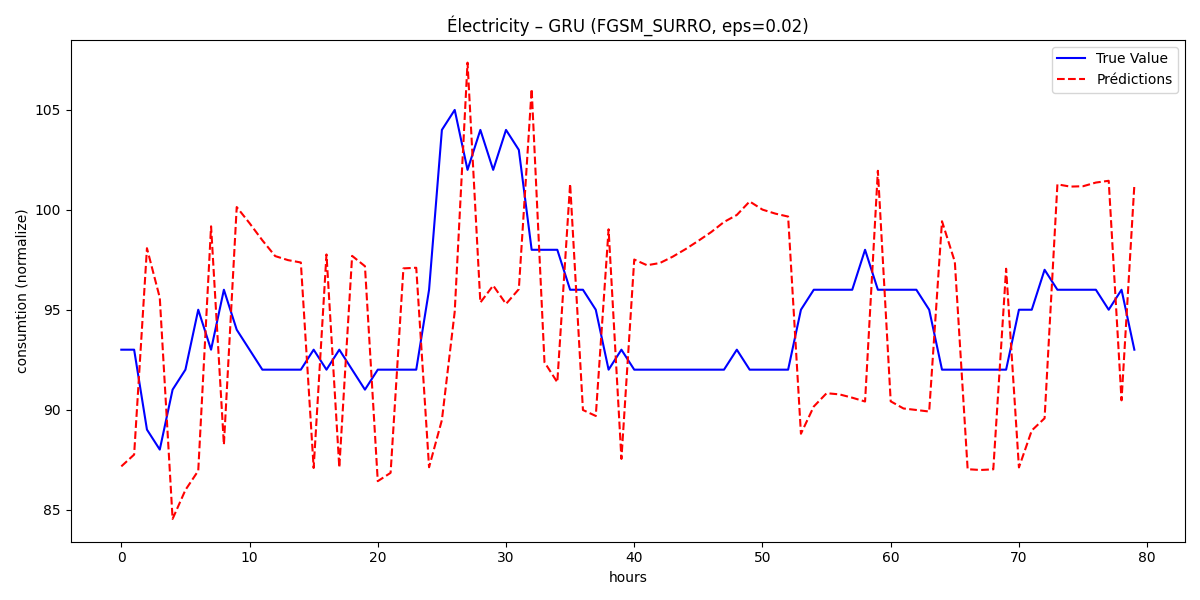 Électricity – GRU (FGSM_SURRO, eps=0.02)
True Value
Prédictions
consumtion (normalize)
105
100
95
90
85
0 10 20 30 40 50 60 70 80
hours